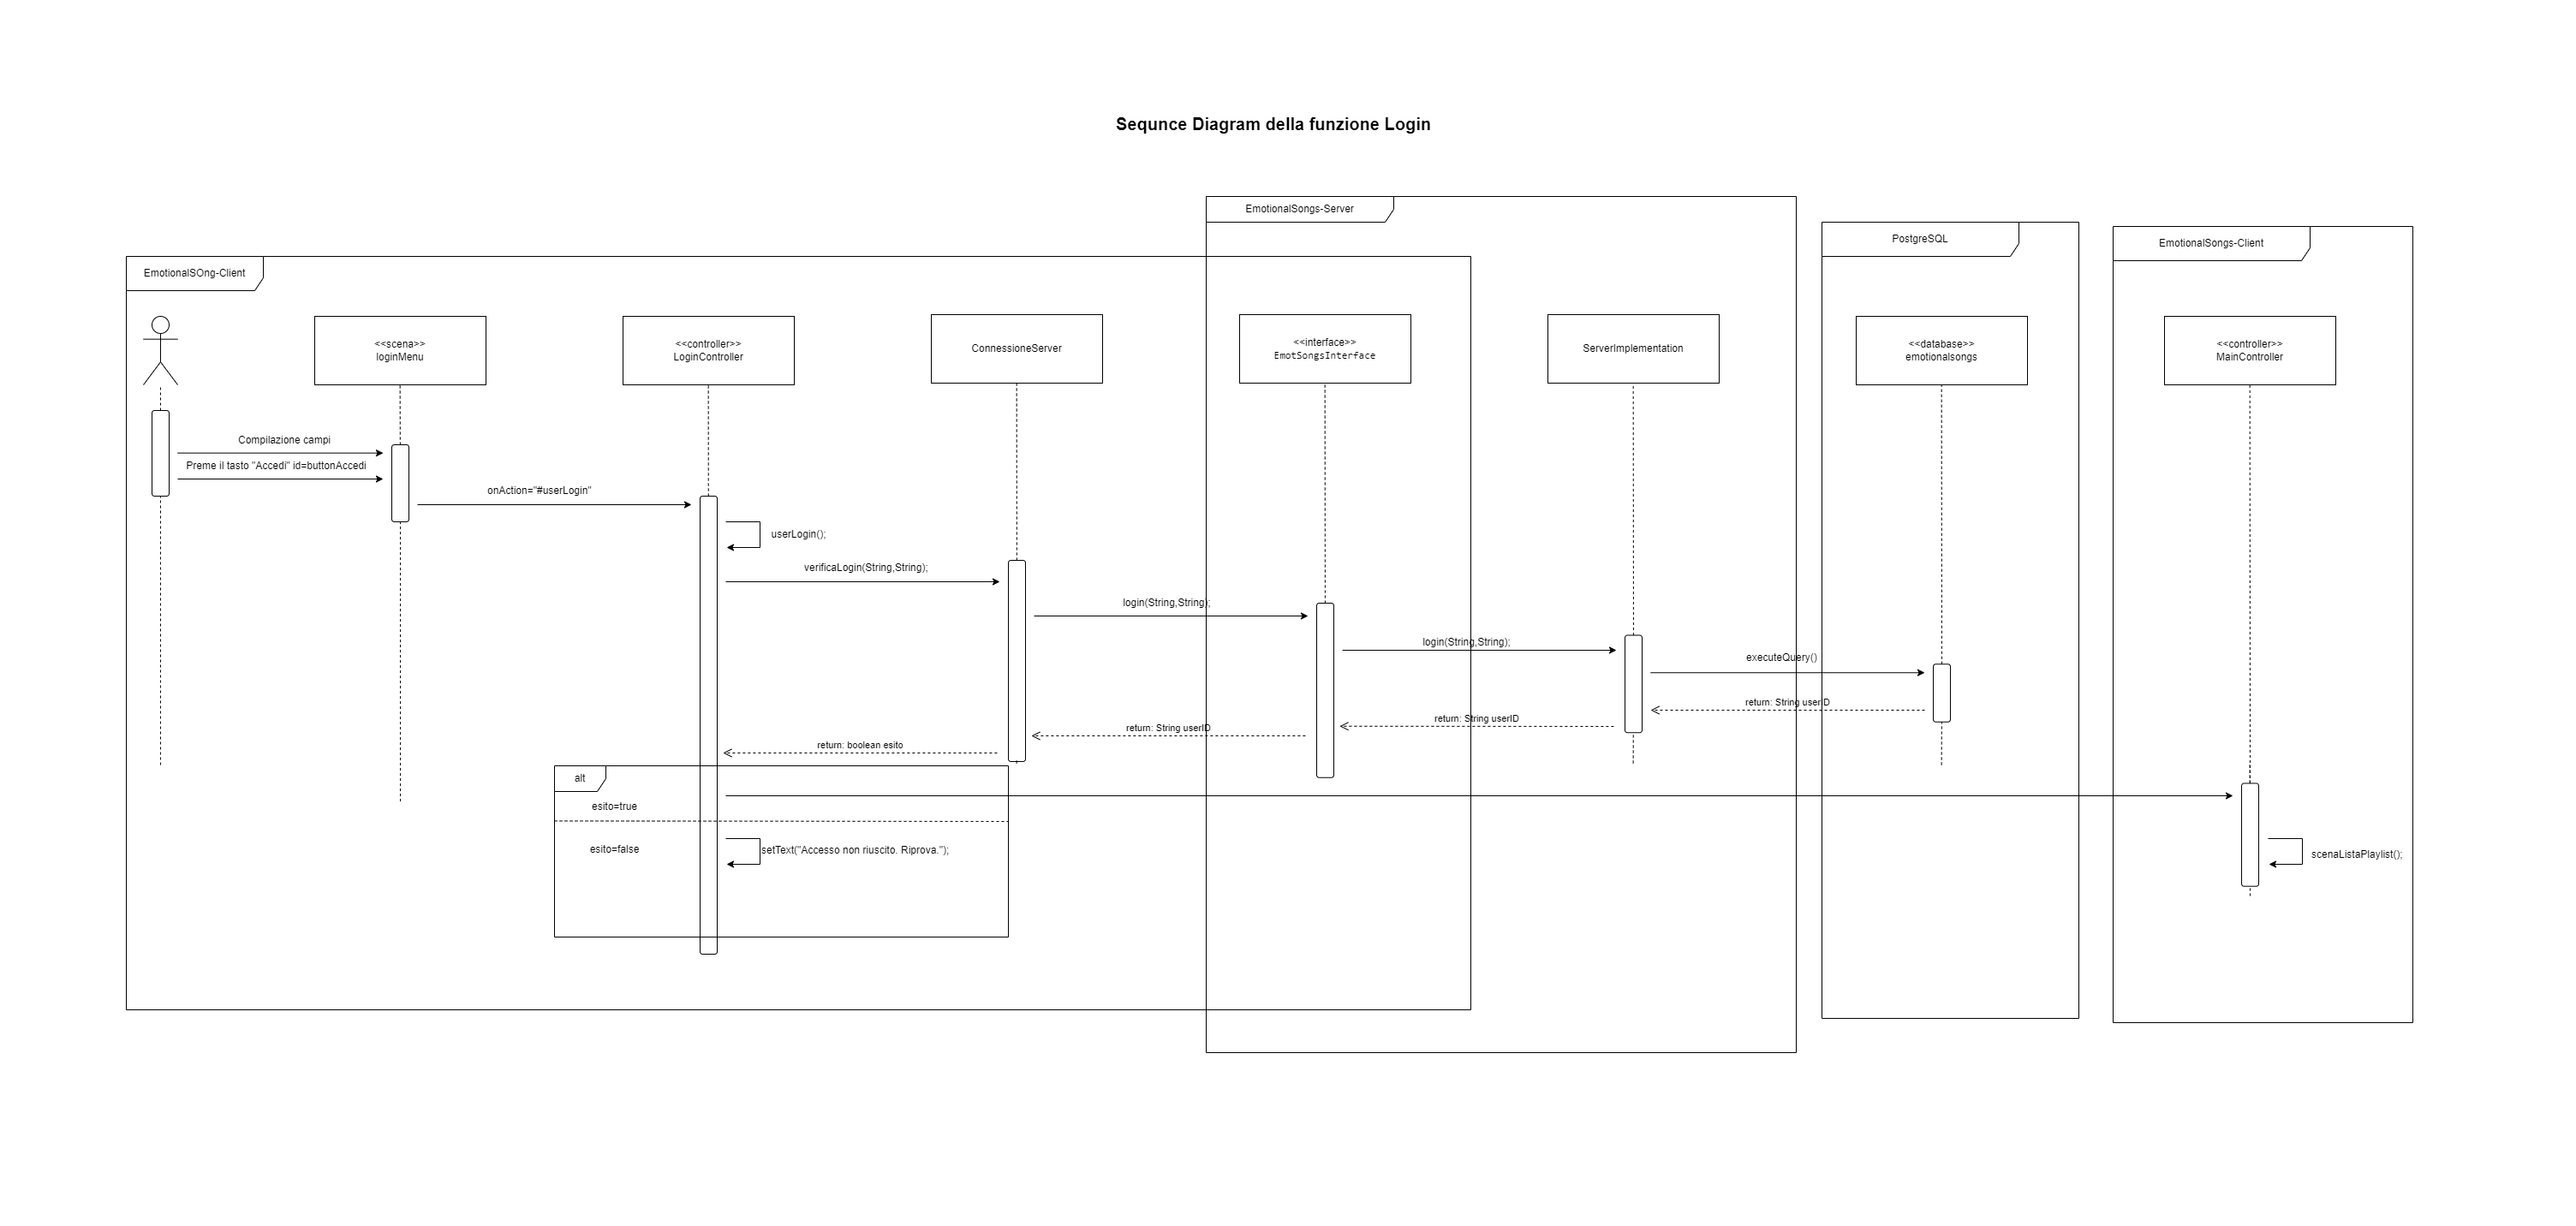 Sequnce Diagram della funzione Login
EmotionalSongs-Server
PostgreSQL
EmotionalSongs-Client
EmotionalSOng-Client
<<scena>>
loginMenu
<<controller>>
LoginController
ConnessioneServer
<<interface>>
EmotSongsInterface
ServerImplementation
<<database>>
emotionalsongs
<<controller>>
MainController
Compilazione campi
Preme il tasto "Accedi" id=buttonAccedi
onAction="#userLogin"
userLogin();
verificaLogin(String,String);
login(String,String);
login(String,String);
executeQuery()
return: String userID
return: String userID
return: String userID
return: boolean esito
alt
esito=true
esito=false
setText("Accesso non riuscito. Riprova.");
scenaListaPlaylist();